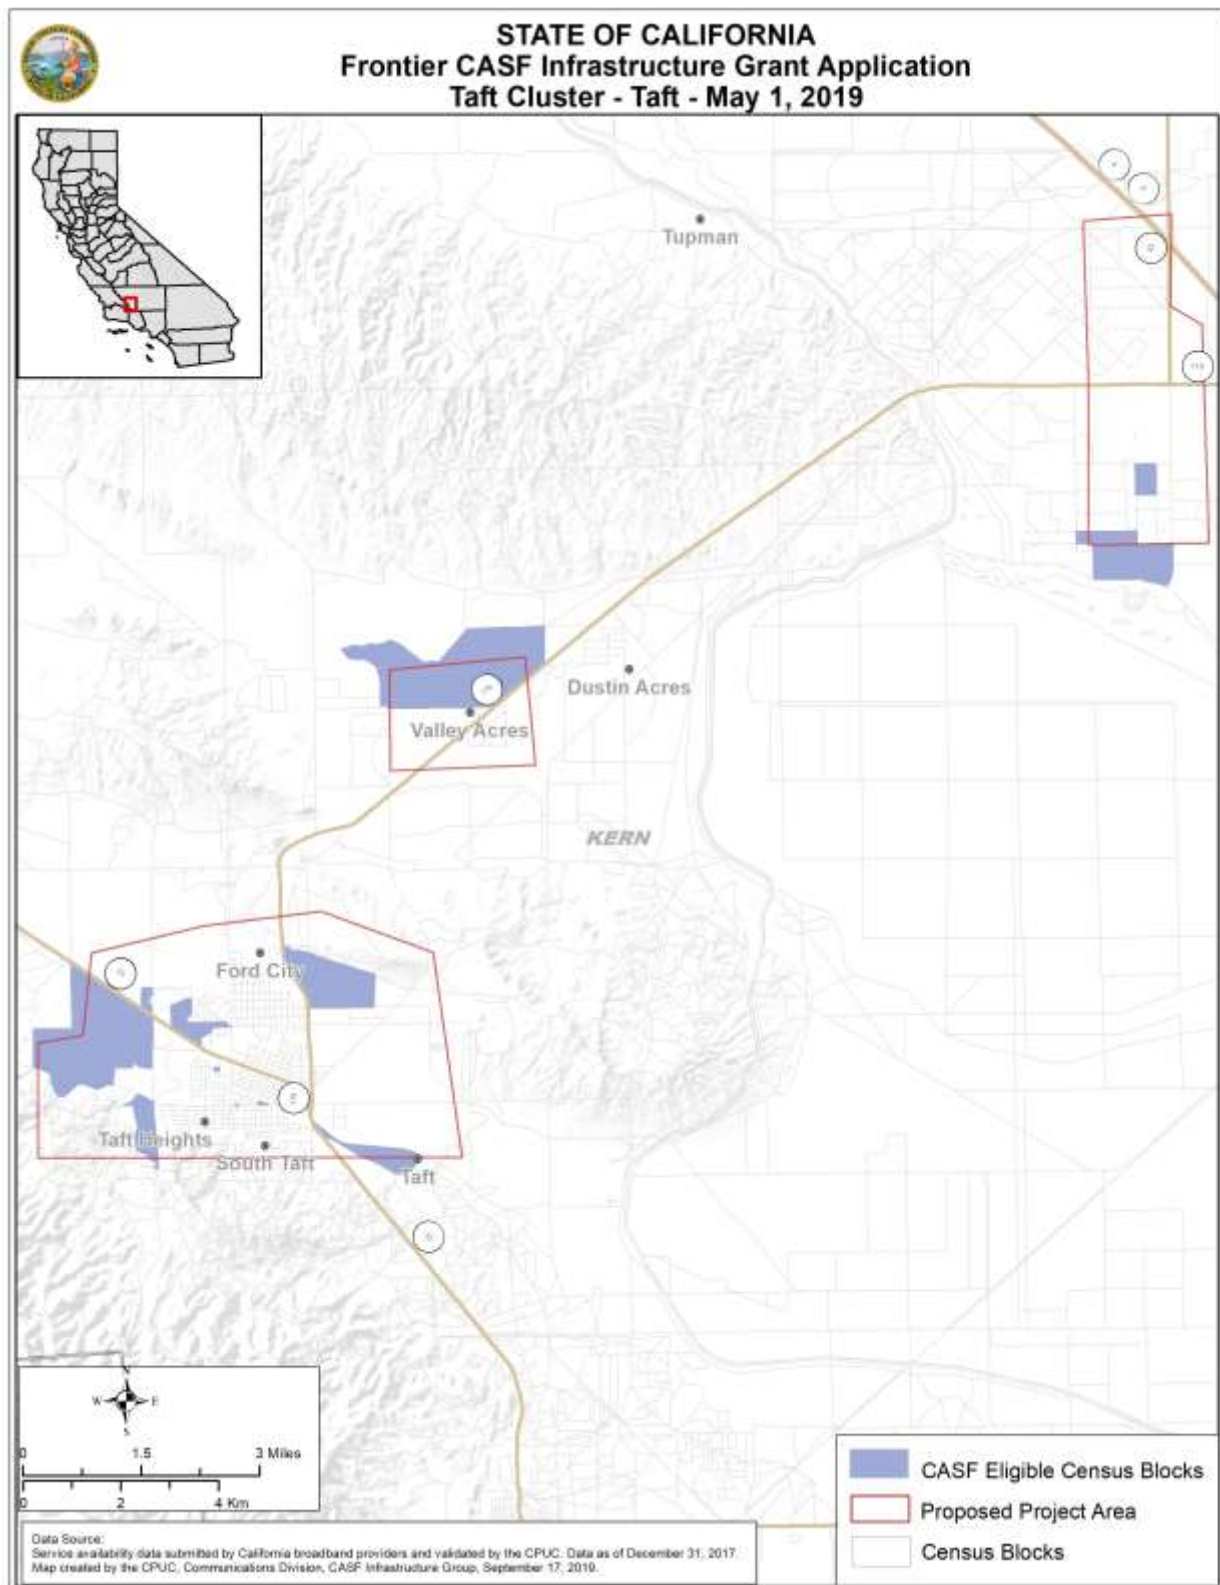 STATE OF CALIFORNIA
Frontier CASF Infrastructure Grant Application
Taft Cluster - Taft - May 1, 2019
Tupman
Dustin Acres
Valley Acres
KERN
Ford City
Taft Heights
South Taft
Taft
N
W E
S
0 1.5 3 Miles
0 2 4 Km
CASF Eligible Census Blocks
Proposed Project Area
Census Blocks
Data Source:
Service availability data submitted by California broadband providers and validated by the CPUC. Data as of December 31, 2017.
Map created by the CPUC, Communications Division, CASF Infrastructure Group, September 17, 2019.